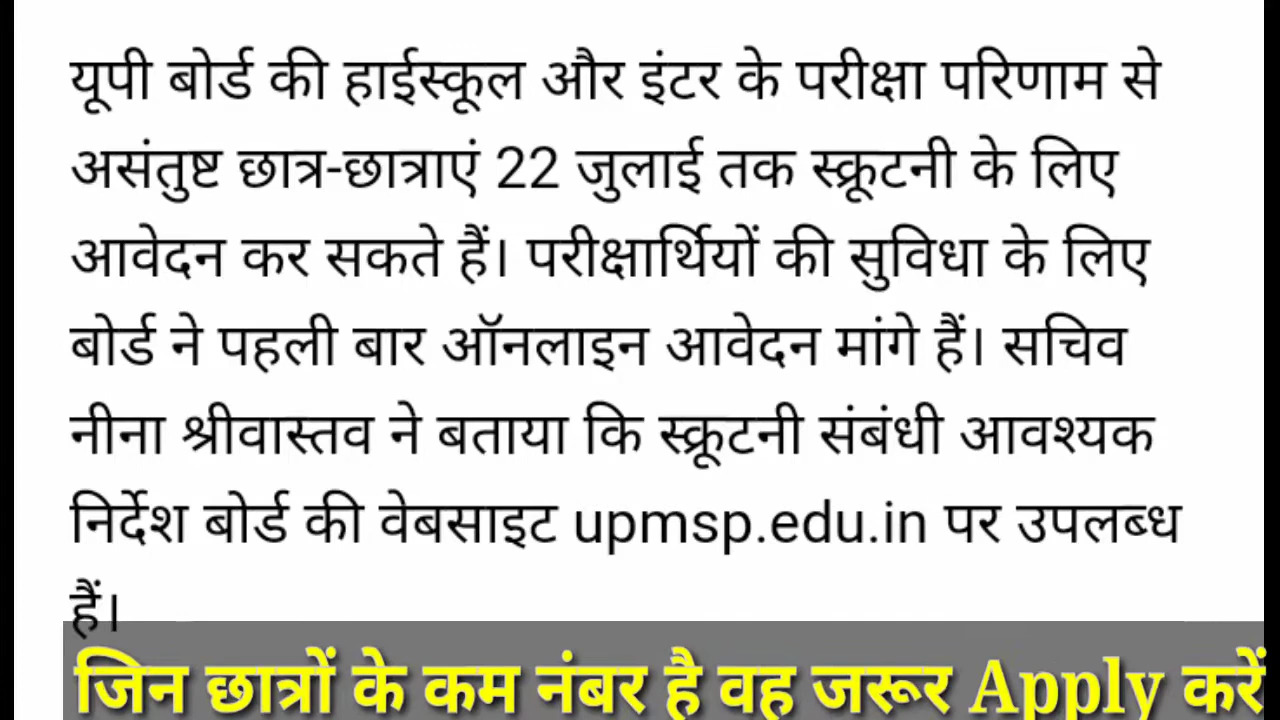 यूपी बोर्ड की हाईस्कूल और इंटर के परीक्षा परिणाम से
असंतुष्ट छात्र-छात्राएं 22 जुलाई तक स्क्रूटनी के लिए
आवेदन कर सकते हैं। परीक्षार्थियों की सुविधा के लिए
बोर्ड ने पहली बार ऑनलाइन आवेदन मांगे हैं। सचिव
नीना श्रीवास्तव ने बताया कि स्क्रूटनी संबंधी आवश्यक
निर्देश बोर्ड की वेबसाइट upmsp.edu.in पर उपलब्ध
हैं।
जिन छात्रों के कम नंबर है वह जरूर Apply करें